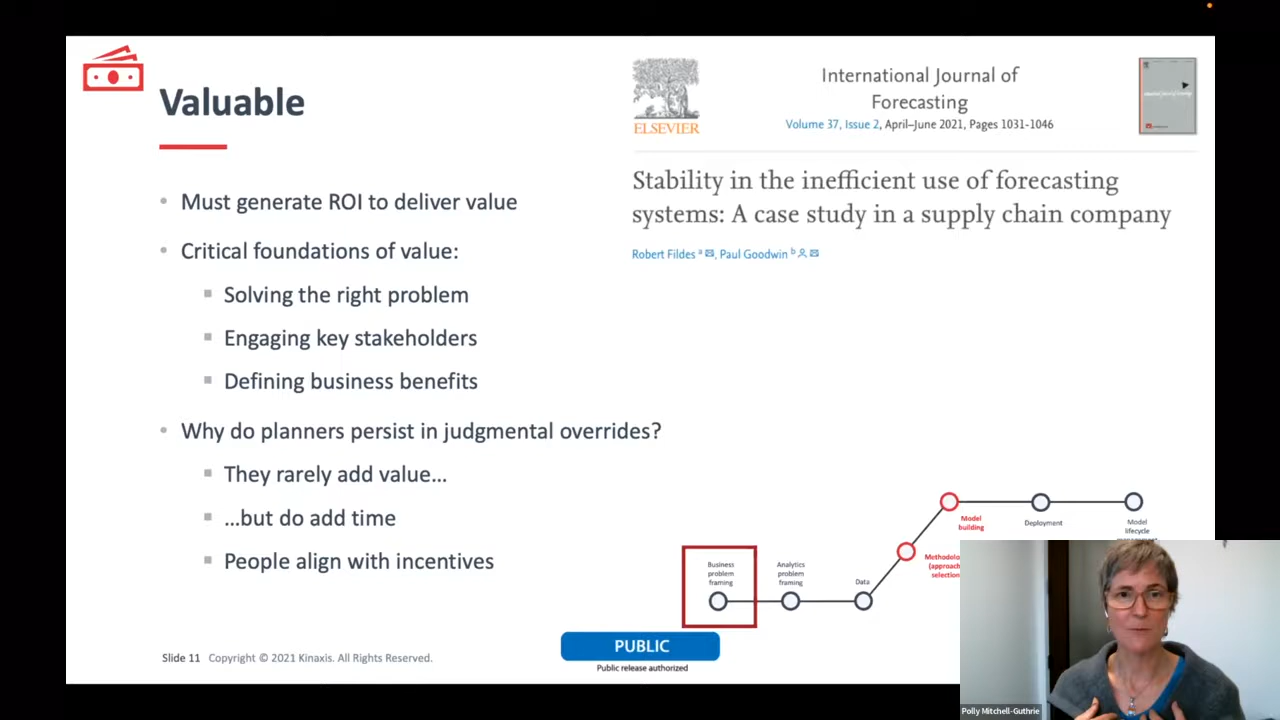 Valuable
Must generate ROI to deliver value
Critical foundations of value:
Solving the right problem
Engaging key stakeholders
Defining business benefits
Why do planners persist in judgmental overrides?
They rarely add value...
...but do add time
People align with incentives
ELSEVIER
International Journal of
Forecasting
Volume 37, Issue 2, April–June 2021, Pages 1031-1046
Stability in the inefficient use of forecasting
systems: A case study in a supply chain company
Robert Fildes a, Paul Goodwin b
Business
problem
framing
Analytics
problem
framing
Data
Methodolo
(approac
selection
Model
building
Deployment
Model
lifecycle
Slide 11 Copyright © 2021 Kinaxis. All Rights Reserved.
PUBLIC
Public release authorized
Polly Mitchell-Guthrie